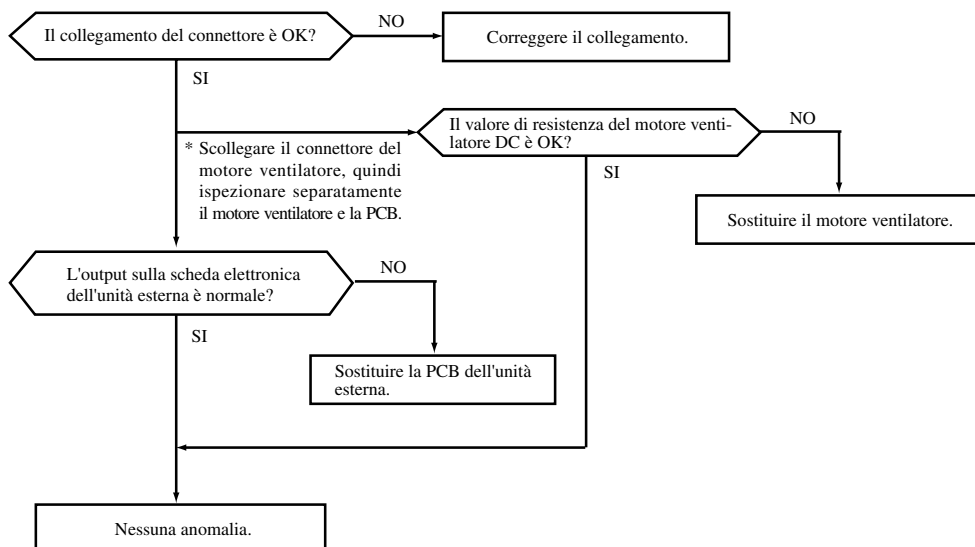 Il collegamento del connettore è OK?
NO
Correggere il collegamento.
SI
Il valore di resistenza del motore venti-
latore DC è OK?
NO
* Scollegare il connettore del
motore ventilatore, quindi
ispezionare separatamente
il motore ventilatore e la PCB.
SI
Sostituire il motore ventilatore.
L'output sulla scheda elettronica
dell'unità esterna è normale?
NO
SI
Sostituire la PCB dell'unità
esterna.
Nessuna anomalia.